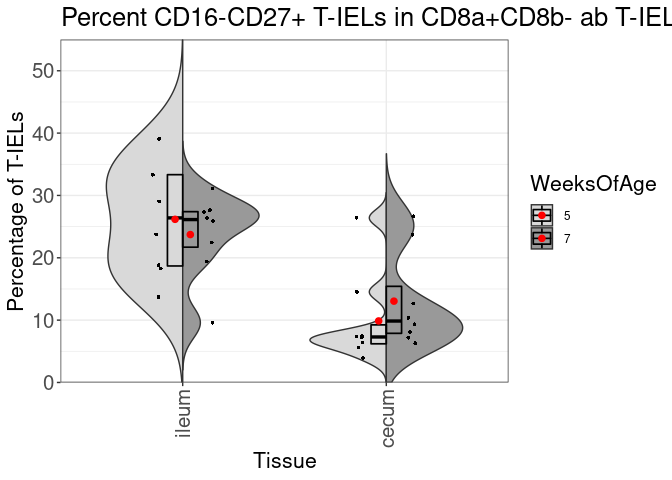 Percent CD16-CD27+ T-IELs in CD8a+CD8b- ab T-IEL
Percentage of T-IELs
50
40
30
20
10
0
ileum
cecum
Tissue
WeeksOfAge
5
7